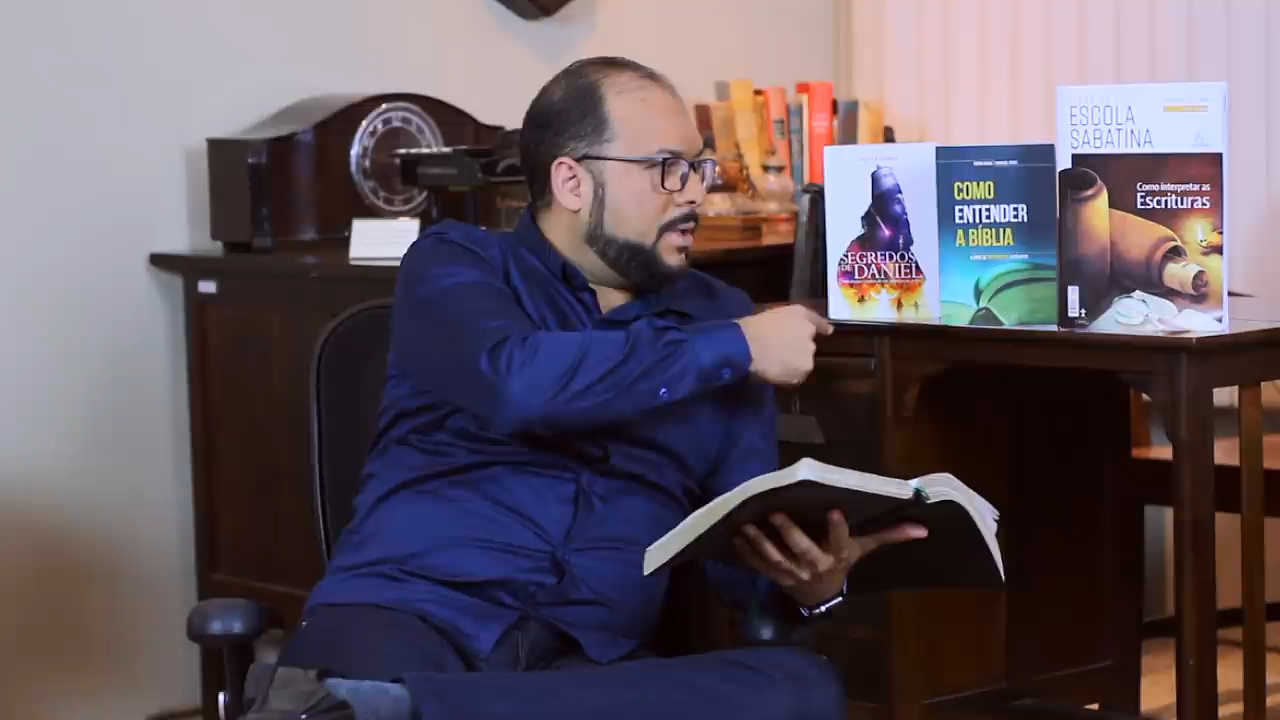 SEGREDOS
DE DANIEL
COMO
ENTENDER
A BÍBLIA
ESCOLA
SABATINA
Como interpretar as
Escrituras